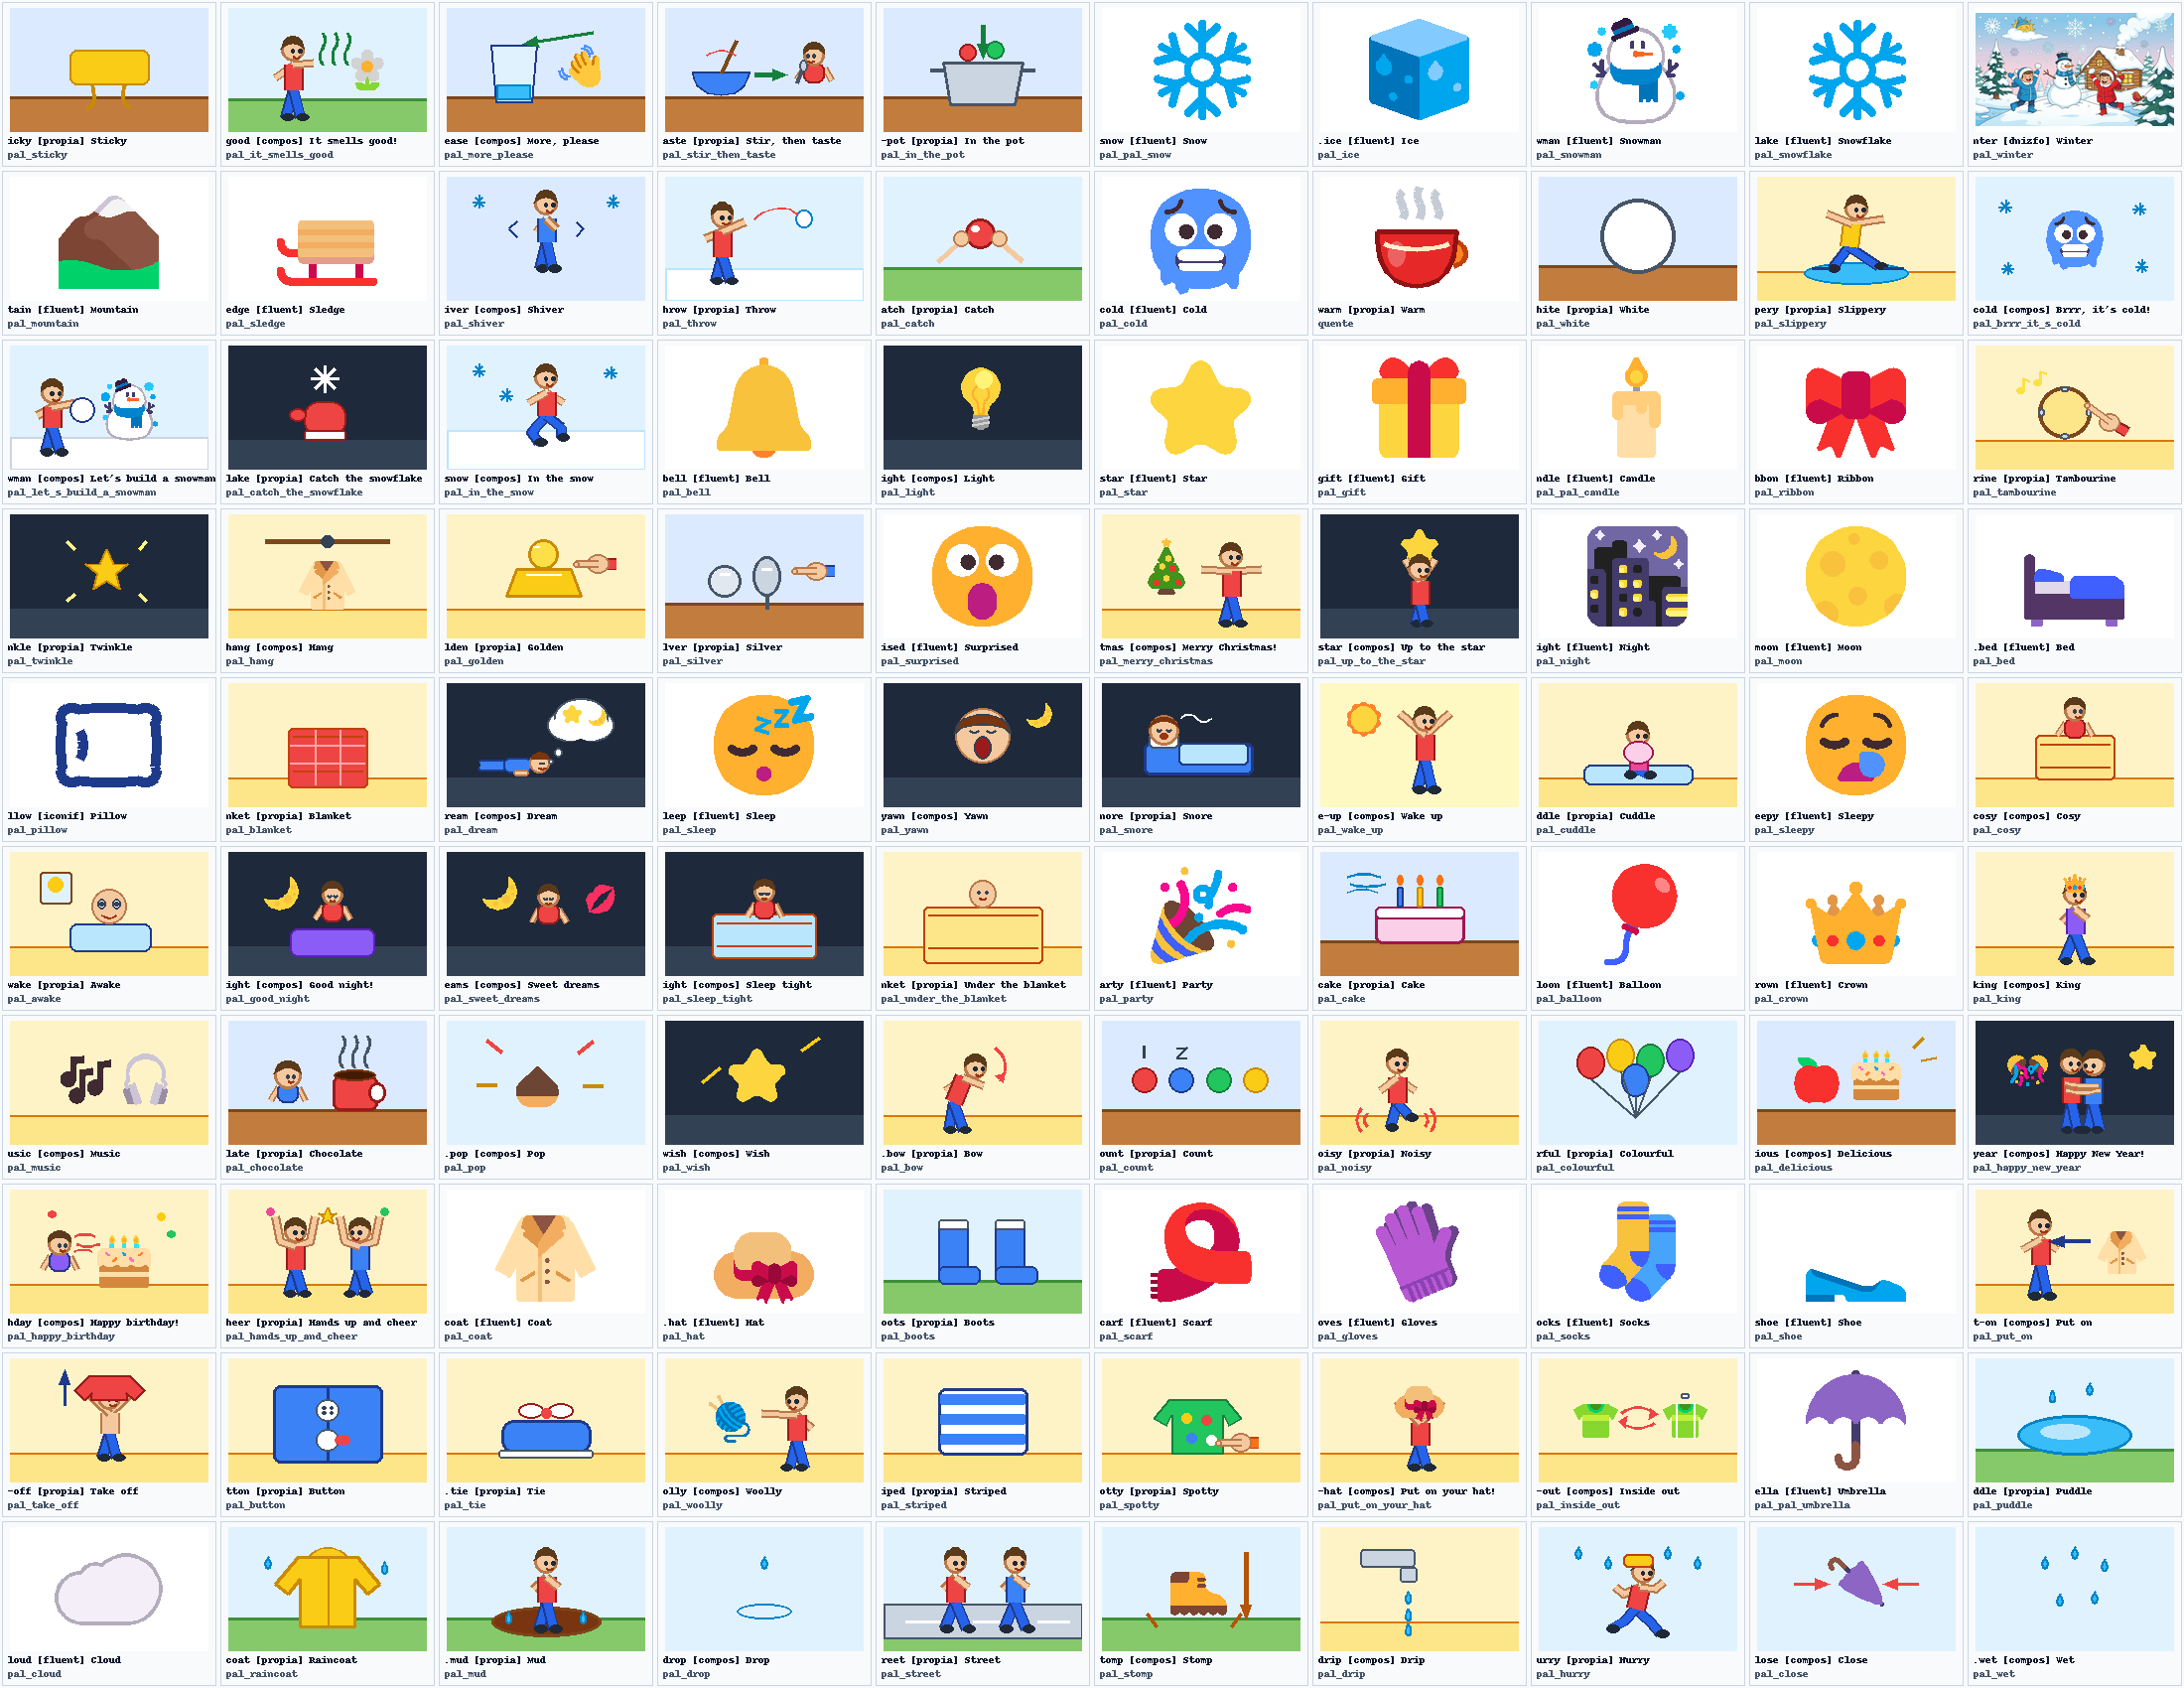 icky [propia] Sticky
pal_sticky
good [compos] It smells good!
pal_it_smells_good
ease [compos] More, please
pal_more_please
aste [propia] Stir, then taste
pal_stir_then_taste
-pot [propia] In the pot
pal_in_the_pot
snow [fluent] Snow
pal_pal_snow
.ice [fluent] Ice
pal_ice
wman [fluent] Snowman
pal_snowman
lake [fluent] Snowflake
pal_snowflake
nter [dnizfo] Winter
pal_winter
tain [fluent] Mountain
pal_mountain
edge [fluent] Sledge
pal_sledge
iver [compos] Shiver
pal_shiver
hrow [propia] Throw
pal_throw
atch [propia] Catch
pal_catch
cold [fluent] Cold
pal_cold
warm [propia] Warm
quente
hite [propia] White
pal_white
pery [propia] Slippery
pal_slippery
cold [compos] Brrr, it's cold!
pal_brrr_it_s_cold
wman [compos] Let's build a snowman
pal_let_s_build_a_snowman
lake [propia] Catch the snowflake
pal_catch_the_snowflake
snow [compos] In the snow
pal_in_the_snow
bell [fluent] Bell
pal_bell
ight [compos] Light
pal_light
star [fluent] Star
pal_star
gift [fluent] Gift
pal_gift
ndle [fluent] Candle
pal_pal_candle
bbon [fluent] Ribbon
pal_ribbon
rine [propia] Tambourine
pal_tambourine
nkle [propia] Twinkle
pal_twinkle
hang [compos] Hang
pal_hang
lden [propia] Golden
pal_golden
lver [propia] Silver
pal_silver
ised [fluent] Surprised
pal_surprised
tmas [compos] Merry Christmas!
pal_merry_christmas
star [compos] Up to the star
pal_up_to_the_star
ight [fluent] Night
pal_night
moon [fluent] Moon
pal_moon
.bed [fluent] Bed
pal_bed
llow [iconif] Pillow
pal_pillow
nket [propia] Blanket
pal_blanket
ream [compos] Dream
pal_dream
z z Z
leep [fluent] Sleep
pal_sleep
yawn [compos] Yawn
pal_yawn
nore [propia] Snore
pal_snore
e-up [compos] Wake up
pal_wake_up
ddle [propia] Cuddle
pal_cuddle
eepy [fluent] Sleepy
pal_sleepy
cosy [compos] Cosy
pal_cosy
wake [propia] Awake
pal_awake
ight [compos] Good night!
pal_good_night
eams [compos] Sweet dreams
pal_sweet_dreams
ight [compos] Sleep tight
pal_sleep_tight
nket [propia] Under the blanket
pal_under_the_blanket
arty [fluent] Party
pal_party
cake [propia] Cake
pal_cake
loon [fluent] Balloon
pal_balloon
rown [fluent] Crown
pal_crown
king [compos] King
pal_king
usic [compos] Music
pal_music
late [propia] Chocolate
pal_chocolate
.pop [compos] Pop
pal_pop
wish [compos] Wish
pal_wish
.bow [propia] Bow
pal_bow
1 2
ount [propia] Count
pal_count
oisy [propia] Noisy
pal_noisy
rful [propia] Colourful
pal_colourful
ious [compos] Delicious
pal_delicious
year [compos] Happy New Year!
pal_happy_new_year
hday [compos] Happy birthday!
pal_happy_birthday
heer [propia] Hands up and cheer
pal_hands_up_and_cheer
coat [fluent] Coat
pal_coat
.hat [fluent] Hat
pal_hat
oots [propia] Boots
pal_boots
carf [fluent] Scarf
pal_scarf
oves [fluent] Gloves
pal_gloves
ocks [fluent] Socks
pal_socks
shoe [fluent] Shoe
pal_shoe
t-on [compos] Put on
pal_put_on
-off [propia] Take off
pal_take_off
tton [propia] Button
pal_button
.tie [propia] Tie
pal_tie
olly [compos] Woolly
pal_woolly
iped [propia] Striped
pal_striped
otty [propia] Spotty
pal_spotty
-hat [compos] Put on your hat!
pal_put_on_your_hat
-out [compos] Inside out
pal_inside_out
ella [fluent] Umbrella
pal_pal_umbrella
ddle [propia] Puddle
pal_puddle
loud [fluent] Cloud
pal_cloud
coat [propia] Raincoat
pal_raincoat
.mud [propia] Mud
pal_mud
drop [compos] Drop
pal_drop
reet [propia] Street
pal_street
tomp [compos] Stomp
pal_stomp
drip [compos] Drip
pal_drip
urry [propia] Hurry
pal_hurry
lose [compos] Close
pal_close
.wet [compos] Wet
pal_wet